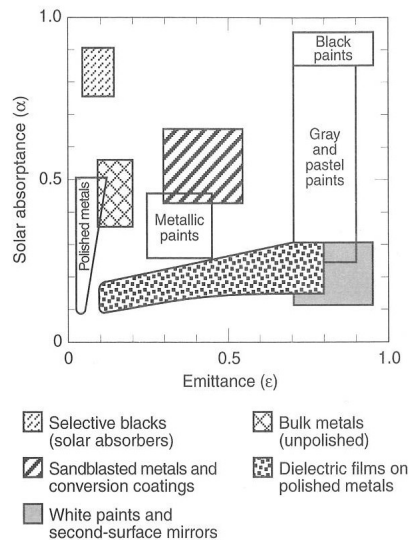 1.0
Black
paints
Gray
and
pastel
paints
Solar absorptance (α)
0.5
Polished metals
Metallic
paints
0
0
0.5
1.0
Emittance (ε)
Selective blacks
(solar absorbers)
Bulk metals
(unpolished)
Sandblasted metals and
conversion coatings
Dielectric films on
polished metals
White paints and
second-surface mirrors